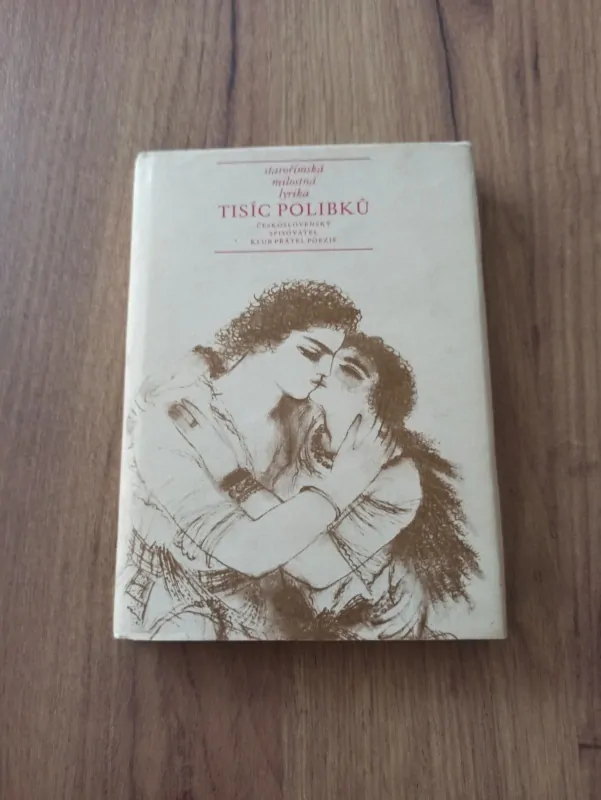 starořímská
milostná
lyrika
TISÍC POLIBKŮ
ČESKOSLOVENSKÝ
SPISOVATEL
KLUB PŘÁTEL POEZIE